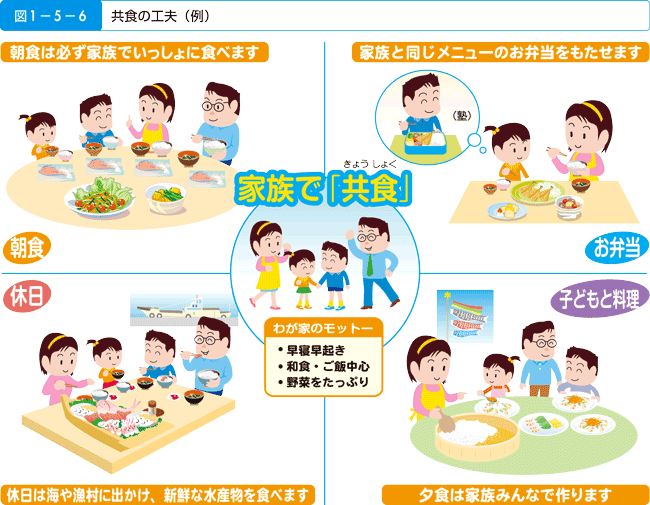 図1-5-6 共食の工夫（例）
朝食は必ず家族でいっしょに食べます
家族と同じメニューのお弁当をもたせます
（塾）
きょう しょく
家族で「共食」
朝食
お弁当
休日
子どもと料理
わが家のモットー
・早寝早起き
・和食・ご飯中心
・野菜をたっぷり
休日は海や漁村に出かけ、新鮮な水産物を食べます
夕食は家族みんなで作ります